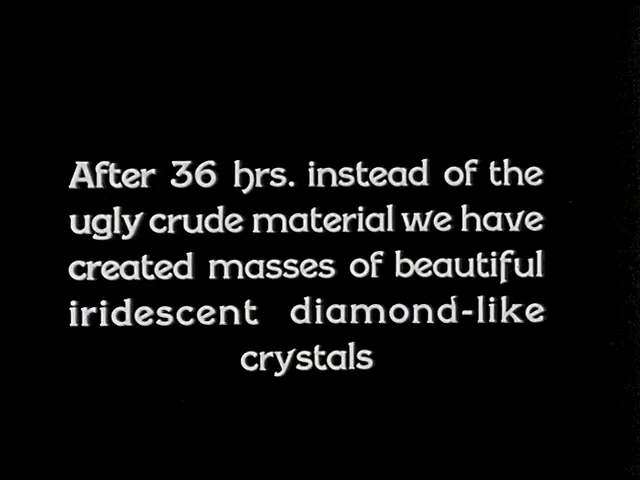 After 36 hrs. instead of the
ugly crude material we have
created masses of beautiful
iridescent diamond-like
crystals